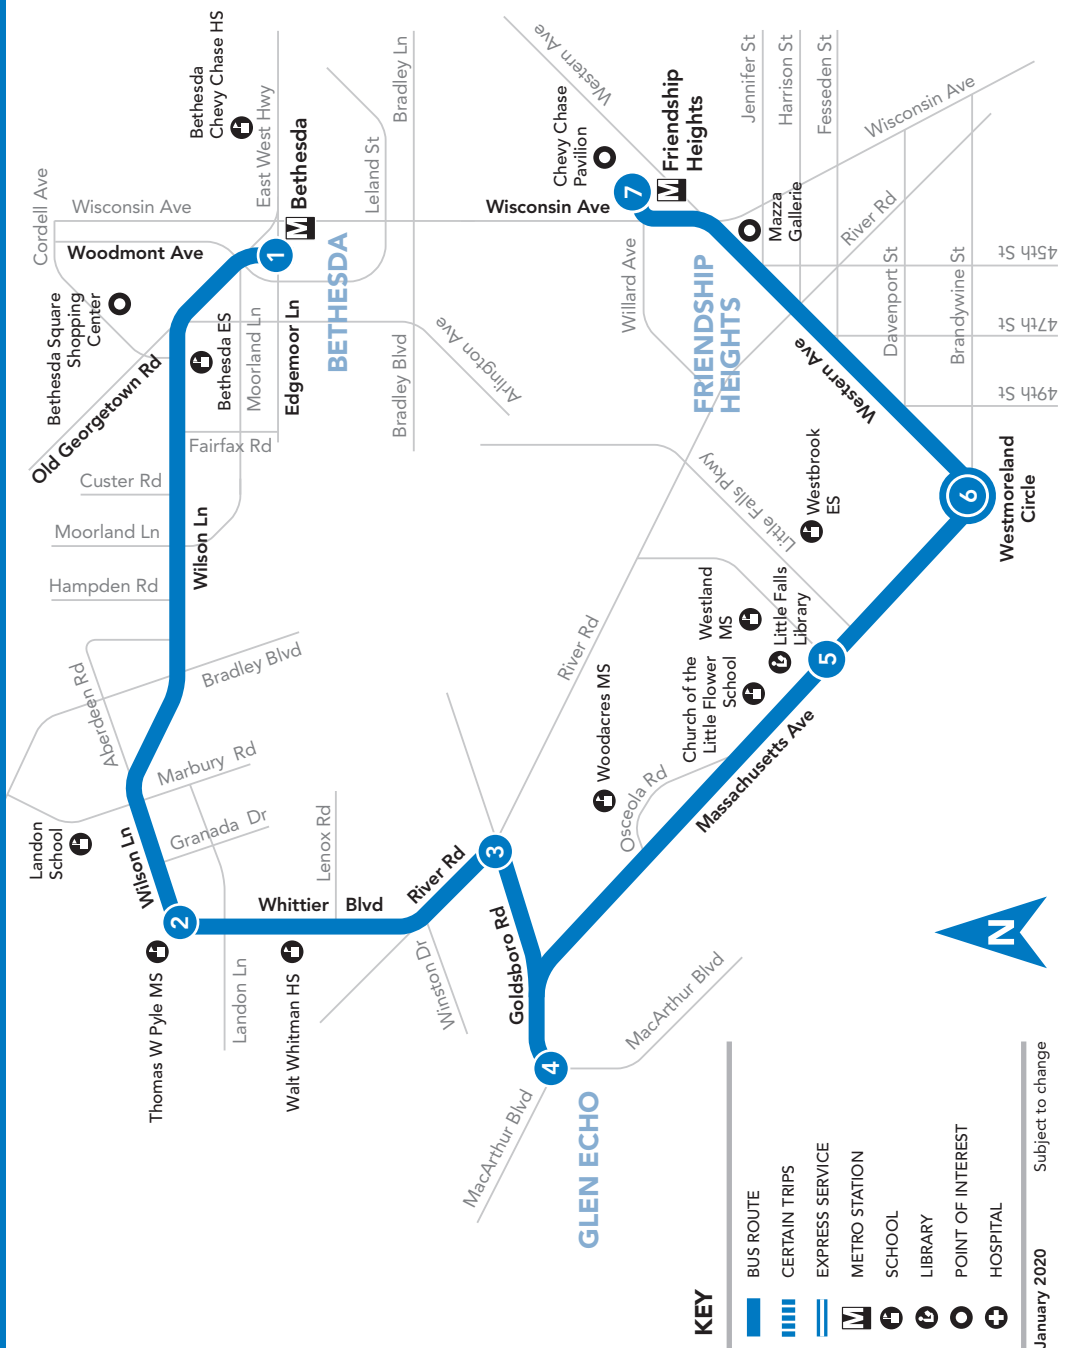 Bethesda
Chevy Chase HS
East West Hwy
Bethesda
Leland St
Bradley Ln
Western Ave
Chevy Chase
Pavilion
Friendship
Heights
Jennifer St
Harrison St
Fesseden St
Wisconsin Ave
Cordell Ave
Wisconsin Ave
Woodmont Ave
1
BETHESDA
Wisconsin Ave
7
Mazza
Gallerie
River Rd
Willard Ave
45th St
Bethesda Square
Shopping
Center
Old Georgetown Rd
Bethesda ES
Moorland Ln
Edgemoor Ln
Fairfax Rd
Bradley Blvd
Arlington Ave
FRIENDSHIP
HEIGHTS
Western Ave
Davenport St
Brandywine St
47th St
49th St
Custer Rd
Moorland Ln
Hampden Rd
Wilson Ln
Little Falls Pkwy
Westbrook
ES
6
Westmoreland
Circle
Aberdeen Rd
Bradley Blvd
River Rd
Westland
MS
Little Falls
Library
5
Church of the
Little Flower
School
Woodacres MS
Osceola Rd
Massachusetts Ave
Landon
School
Marbury Rd
Granada Dr
Wilson Ln
2
Lenox Rd
Whittier Blvd
River Rd
3
Thomas W Pyle MS
Landon Ln
Walt Whitman HS
Winston Dr
Goldsboro Rd
4
MacArthur Blvd
MacArthur Blvd
GLEN ECHO
N
KEY
BUS ROUTE
CERTAIN TRIPS
EXPRESS SERVICE
M METRO STATION
SCHOOL
LIBRARY
POINT OF INTEREST
HOSPITAL
January 2020 Subject to change